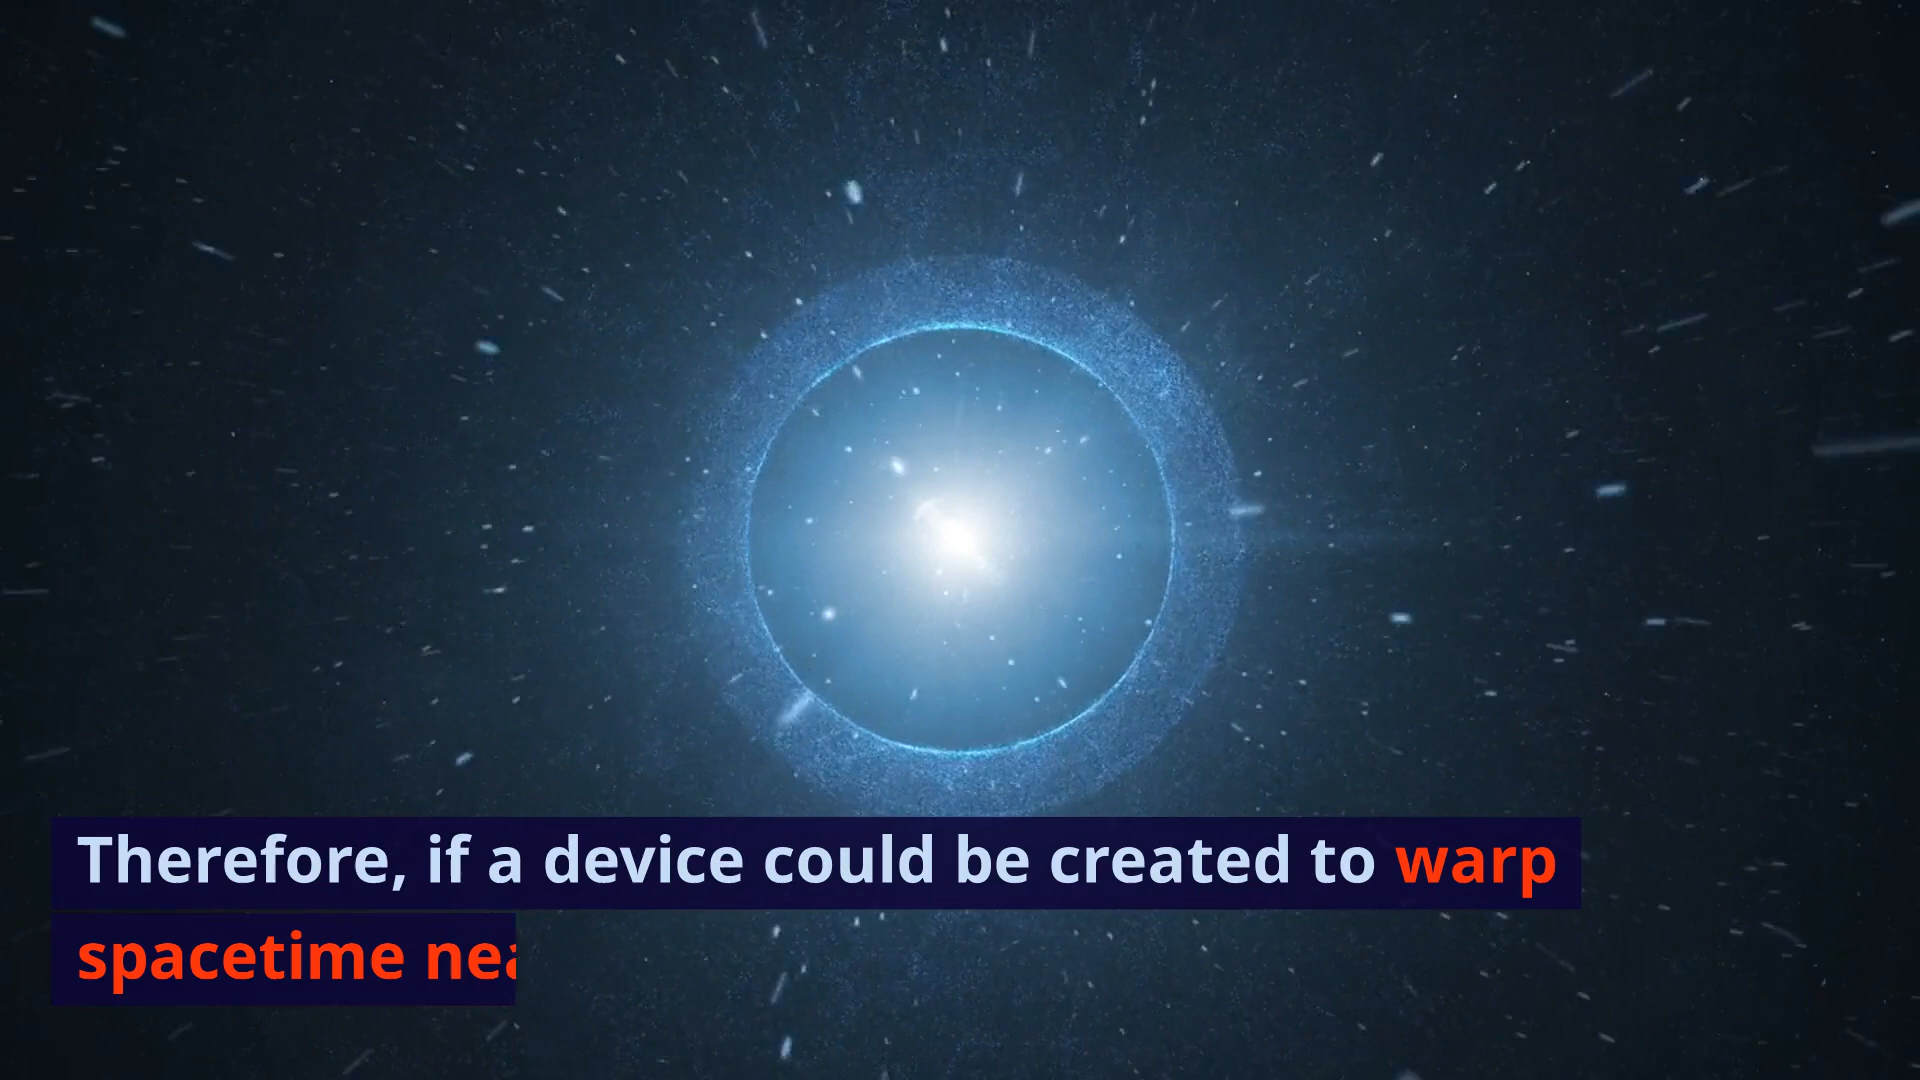 Therefore, if a device could be created to warp
spacetime